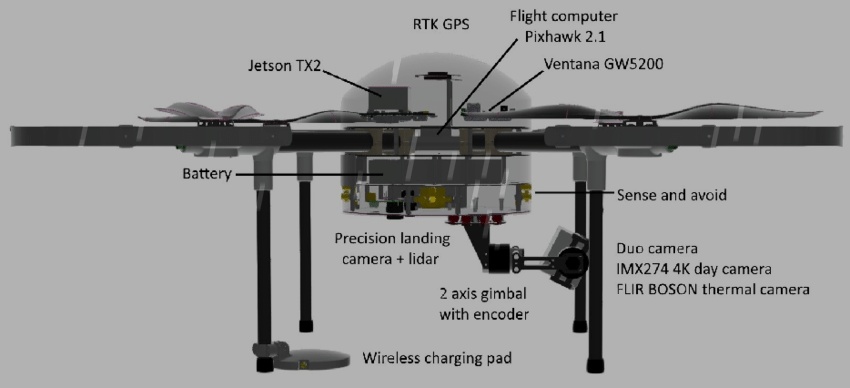 RTK GPS
Flight computer
Pixhawk 2.1
Jetson TX2
Ventana GW5200
Battery
Sense and avoid
Precision landing
camera + lidar
Duo camera
IMX274 4K day camera
FLIR BOSON thermal camera
2 axis gimbal
with encoder
Wireless charging pad